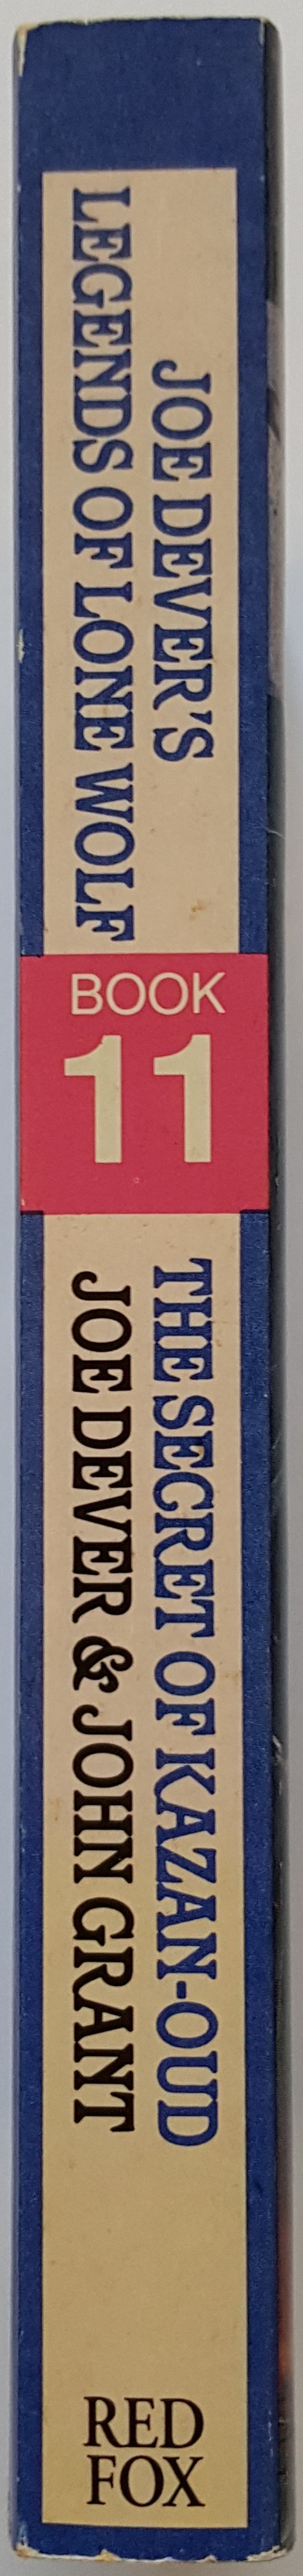 JOE DEVER'S
LEGENDS OF LONE WOLF
BOOK
11
THE SECRET OF KAZAN-OUD
JOE DEVER & JOHN GRANT
RED
FOX